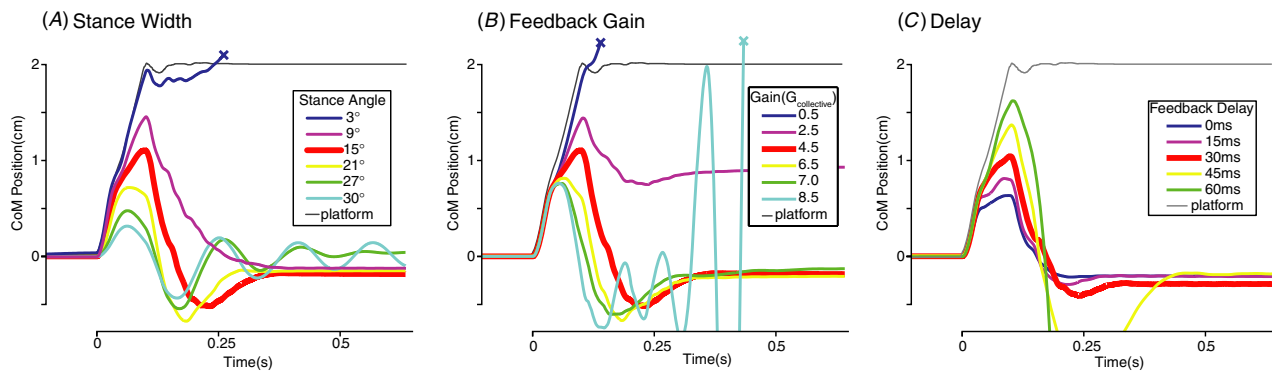 (A) Stance Width
2
1
0
CoM Position(cm)
Stance Angle
3°
9°
15°
21°
27°
30°
platform
0
0.25
0.5
Time(s)
(B) Feedback Gain
2
1
0
CoM Position(cm)
Gain(Gcollective)
0.5
2.5
4.5
6.5
7.0
8.5
platform
0
0.25
0.5
Time(s)
(C) Delay
2
1
0
CoM Position(cm)
Feedback Delay
0ms
15ms
30ms
45ms
60ms
platform
0
0.25
0.5
Time(s)